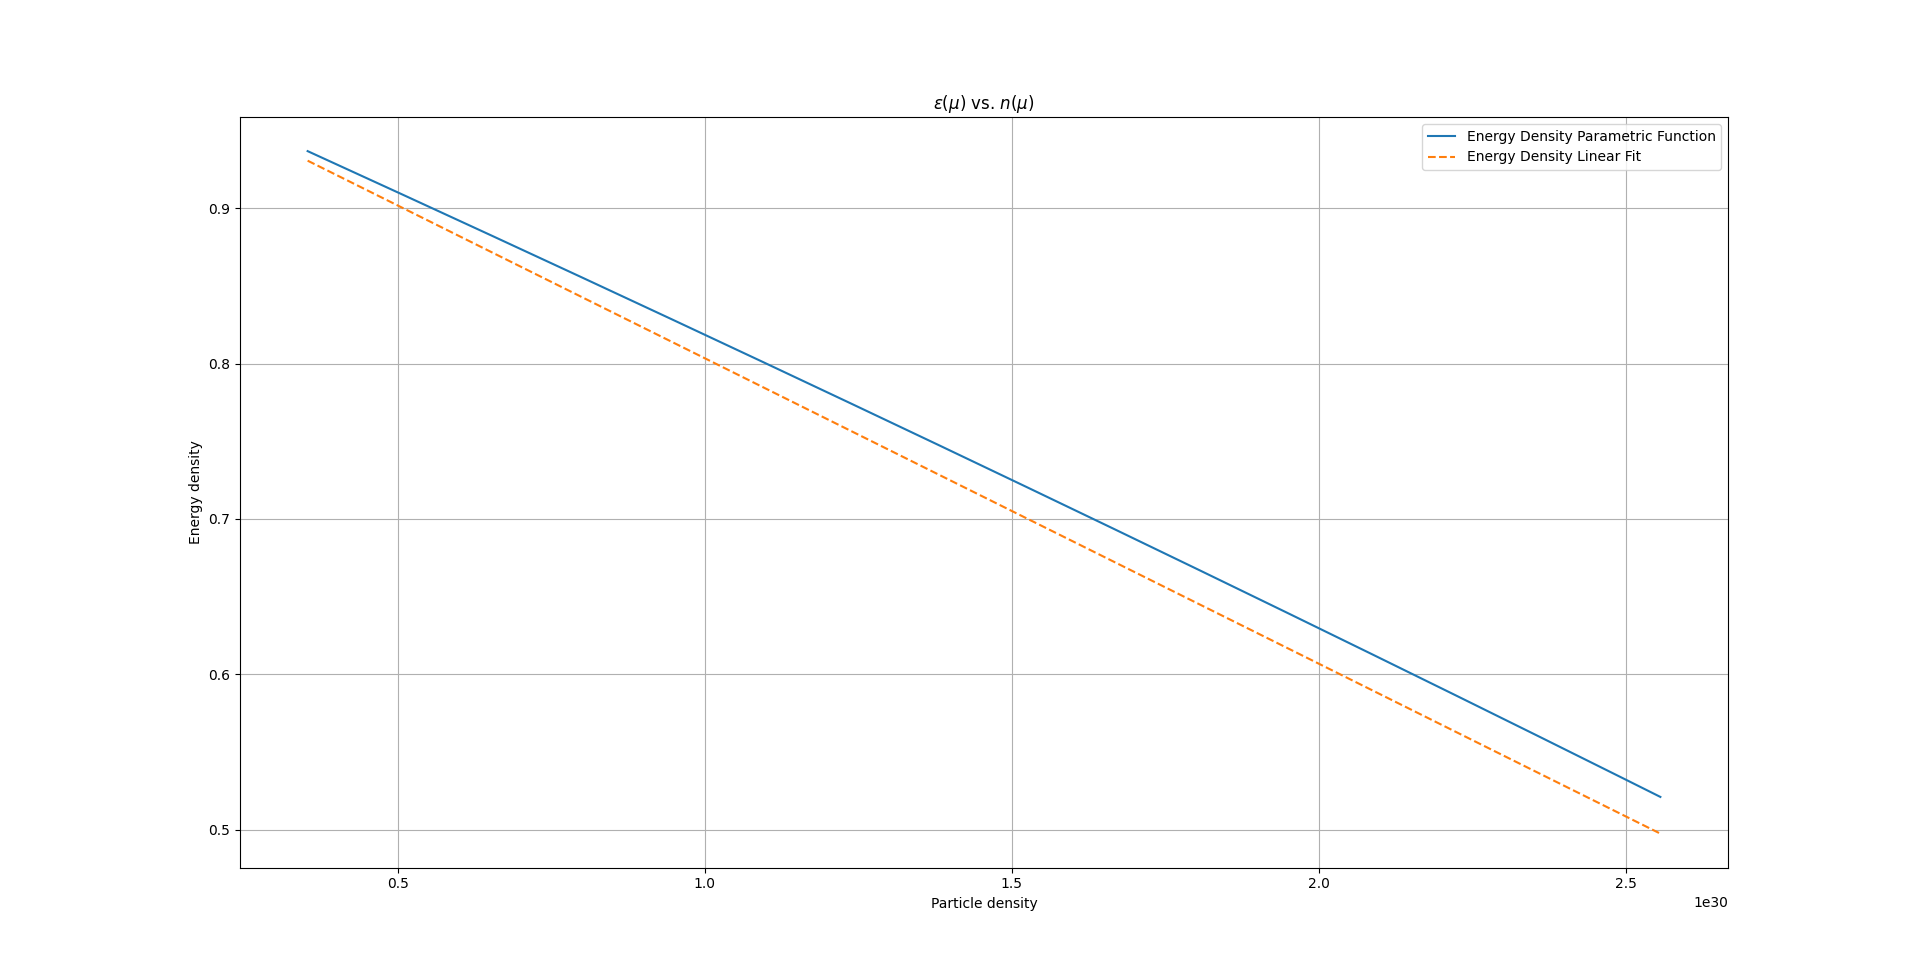 ε(μ) vs. n(μ)
Energy Density Parametric Function
Energy Density Linear Fit
0.9
0.8
0.7
0.6
0.5
Energy density
0.5 1.0 1.5 2.0 2.5
Particle density
1e30